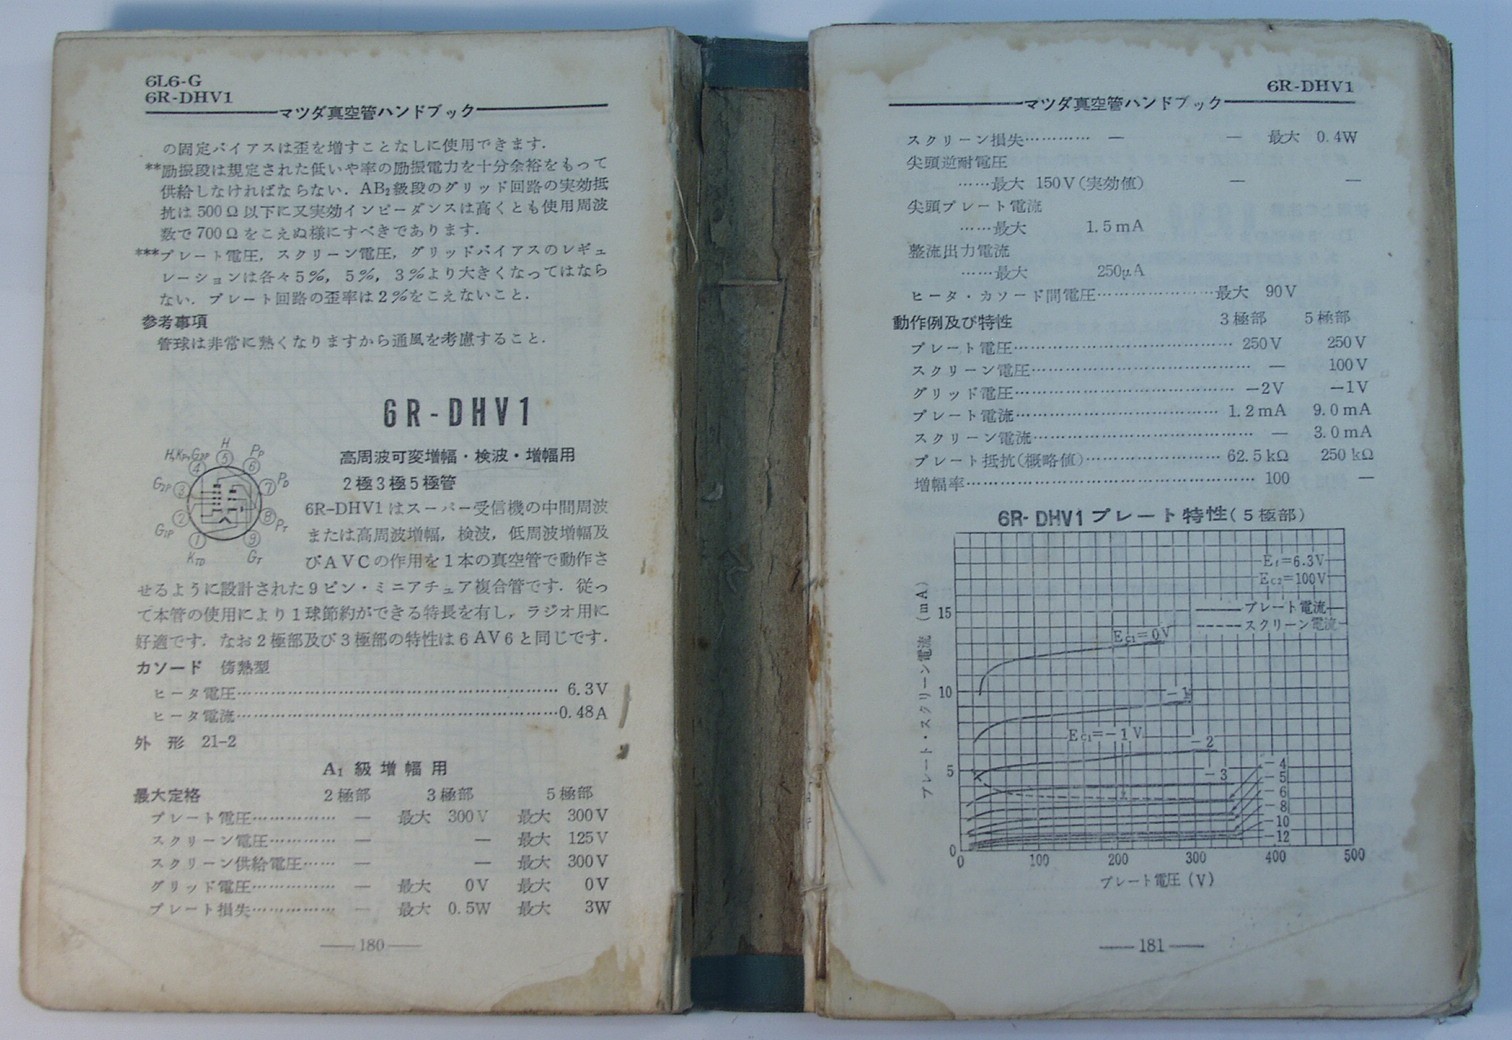 6L6-G
6R-DHV1
マツダ真空管ハンドブック
の固定バイアスは歪を増すことなしに使用できます．
**励振段は規定された低いや率の励振電力を十分余裕をもって
供給しなければならない．AB₂級段のグリッド回路の実効抵
抗は500Ω以下に又実効インピーダンスは高くとも使用周波
数で700Ωをこえぬ様にすべきであります．
***プレート電圧，スクリーン電圧，グリッドバイアスのレギュ
レーションは各々5％，5％，3％より大きくなってはなら
ない．プレート回路の歪率は2％をこえないこと．
参考事項
管球は非常に熱くなりますから通風を考慮すること．
6R-DHV1
高周波可変増幅・検波・増幅用
2極3極5極管
H
5
4
6
PP
G2P
3
7
PD
G1P
2
8
PT
1
9
KTD
GT
6R-DHV1はスーパー受信機の中間周波
または高周波増幅，検波，低周波増幅及
びAVCの作用を1本の真空管で動作さ
せるように設計された9ピン・ミニアチュア複合管です．従っ
て本管の使用により1球節約ができる特長を有し，ラジオ用に
好適です．なお2極部及び3極部の特性は6AV6と同じです．
カソード 傍熱型
ヒータ電圧……………………………………………… 6.3V
ヒータ電流………………………………………………0.48A
外 形 21-2
A₁ 級 増 幅 用
最大定格 2極部 3極部 5極部
プレート電圧…………… — 最大 300V 最大 300V
スクリーン電圧………… — — 最大 125V
スクリーン供給電圧…… — — 最大 300V
グリッド電圧…………… — 最大 0V 最大 0V
プレート損失…………… — 最大 0.5W 最大 3W
—180—
6R-DHV1
マツダ真空管ハンドブック
スクリーン損失………… — — 最大 0.4W
尖頭逆耐電圧
……最大 150V(実効値) — —
尖頭プレート電流
……最大 1.5mA
整流出力電流
……最大 250μA
ヒータ・カソード間電圧…………………最大 90V
動作例及び特性 3極部 5極部
プレート電圧……………………………… 250V 250V
スクリーン電圧……………………………… — 100V
グリッド電圧……………………………… －2V －1V
プレート電流…………………………… 1.2mA 9.0mA
スクリーン電流……………………………… — 3.0mA
プレート抵抗(概略値)………………… 62.5kΩ 250kΩ
増幅率………………………………………… 100 —
6R-DHV1プレート特性(5極部)
Ef=6.3V
EC2=100V
プレート電流
スクリーン電流
プレート・スクリーン電流 (mA)
15
10
5
0
EC1=0V
-1
EC1=-1V
-2
-3
-4
-5
-6
-8
-10
-12
0 100 200 300 400 500
プレート電圧(V)
—181—